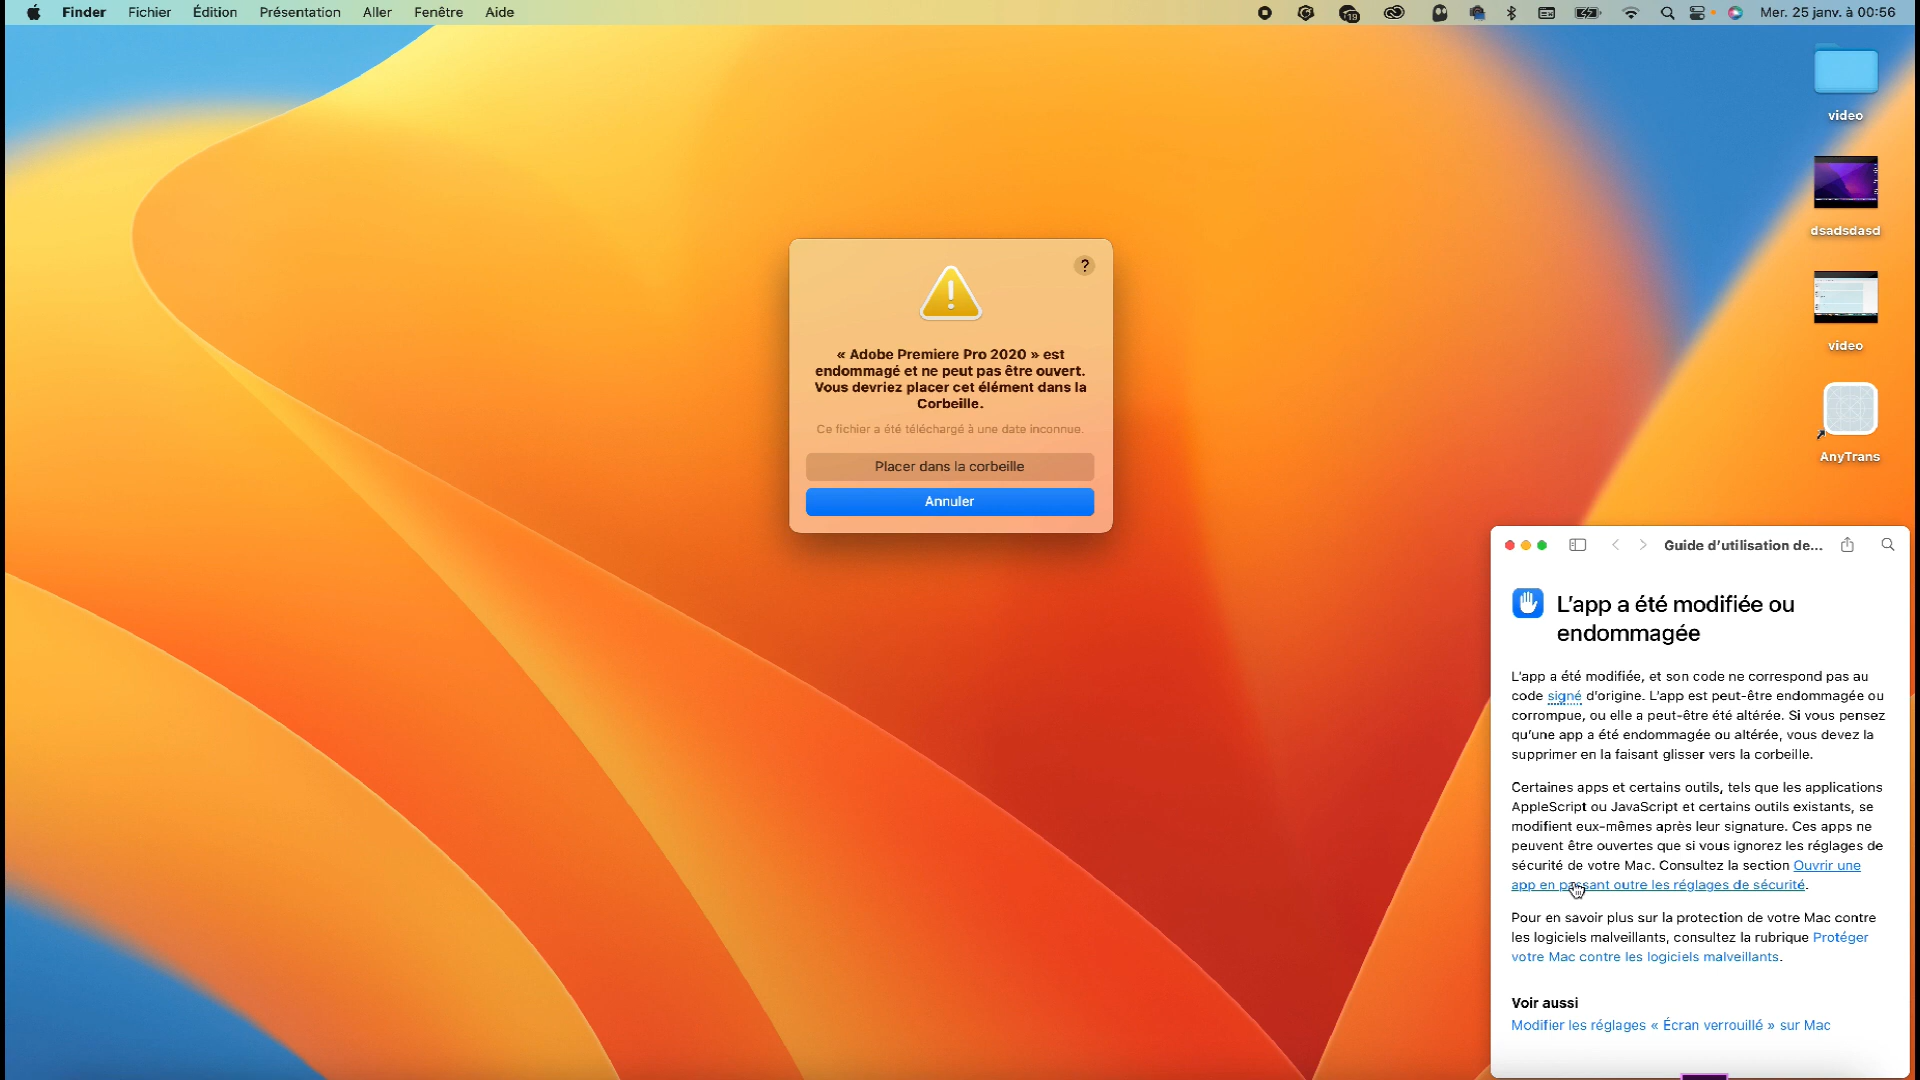 Finder Fichier Édition Présentation Aller Fenêtre Aide
19
Mer. 25 janv. à 00:56
video
dsadsdasd
video
AnyTrans
?
« Adobe Premiere Pro 2020 » est
endommagé et ne peut pas être ouvert.
Vous devriez placer cet élément dans la
Corbeille.
Ce fichier a été téléchargé à une date inconnue.
Placer dans la corbeille
Annuler
Guide d'utilisation de...
L'app a été modifiée ou
endommagée
L'app a été modifiée, et son code ne correspond pas au
code signé d'origine. L'app est peut-être endommagée ou
corrompue, ou elle a peut-être été altérée. Si vous pensez
qu'une app a été endommagée ou altérée, vous devez la
supprimer en la faisant glisser vers la corbeille.
Certaines apps et certains outils, tels que les applications
AppleScript ou JavaScript et certains outils existants, se
modifient eux-mêmes après leur signature. Ces apps ne
peuvent être ouvertes que si vous ignorez les réglages de
sécurité de votre Mac. Consultez la section Ouvrir une
app en passant outre les réglages de sécurité.
Pour en savoir plus sur la protection de votre Mac contre
les logiciels malveillants, consultez la rubrique Protéger
votre Mac contre les logiciels malveillants.
Voir aussi
Modifier les réglages « Écran verrouillé » sur Mac